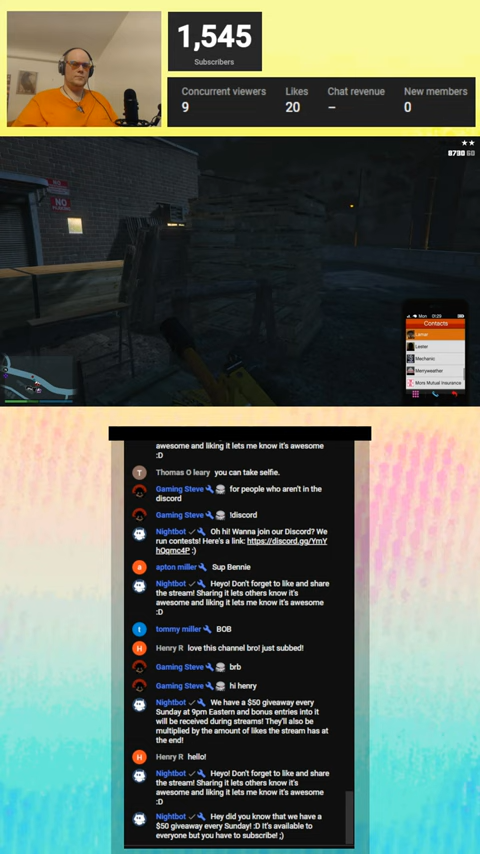 1,545
Subscribers
Concurrent viewers
9
Likes
20
Chat revenue
–
New members
0
NO
8730
Mon 01:25
Contacts
Lamar
Lester
Mechanic
Merryweather
Mors Mutual Insurance
awesome and liking it lets me know it's awesome
:D
T Thomas O leary you can take selfie.
Gaming Steve for people who aren't in the
discord
Gaming Steve !discord
Nightbot Oh hi! Wanna join our Discord? We
run contests! Here's a link: https://discord.gg/YmY
hQqmc4P :)
a apton miller Sup Bennie
Nightbot Heyo! Don't forget to like and share
the stream! Sharing it lets others know it's
awesome and liking it lets me know it's awesome
:D
t tommy miller BOB
H Henry R love this channel bro! just subbed!
Gaming Steve brb
Gaming Steve hi henry
Nightbot We have a $50 giveaway every
Sunday at 9pm Eastern and bonus entries into it
will be received during streams! They'll also be
multiplied by the amount of likes the stream has at
the end!
H Henry R hello!
Nightbot Heyo! Don't forget to like and share
the stream! Sharing it lets others know it's
awesome and liking it lets me know it's awesome
:D
Nightbot Hey did you know that we have a
$50 giveaway every Sunday! :D It's available to
everyone but you have to subscribe! ;)